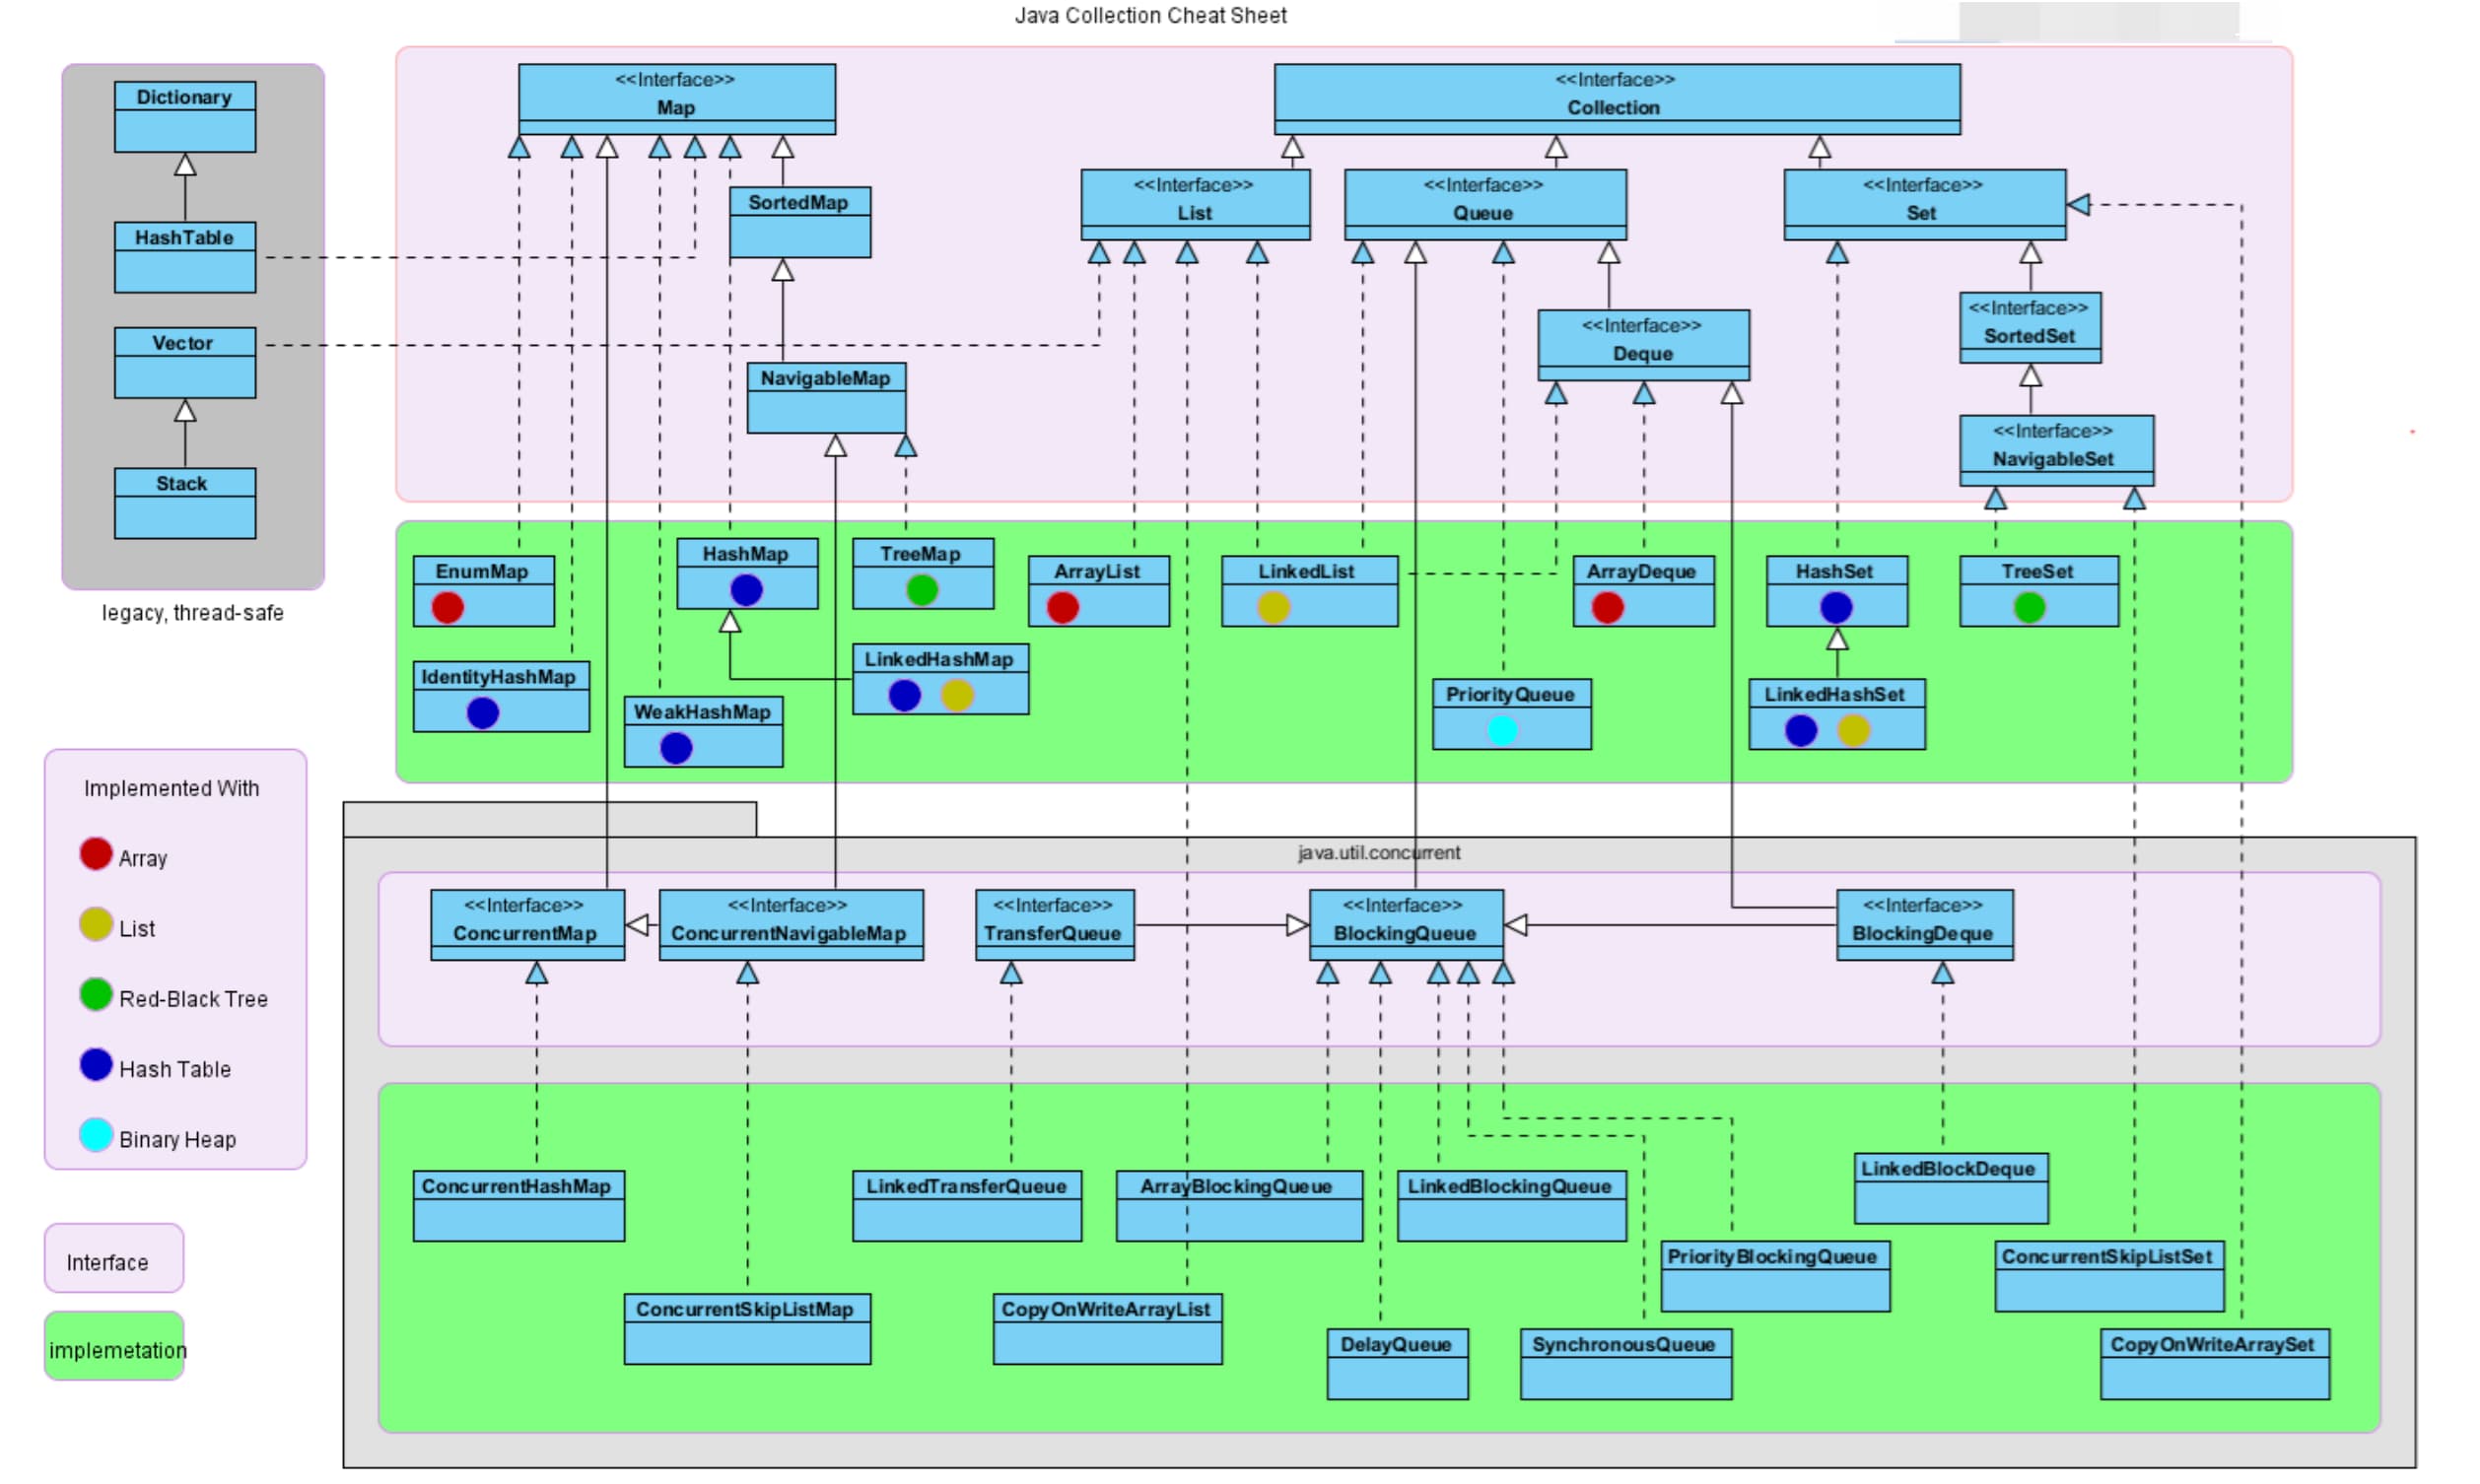 Java Collection Cheat Sheet
Dictionary
HashTable
Vector
Stack
legacy, thread-safe
<<Interface>>
Map
<<Interface>>
Collection
SortedMap
<<Interface>>
List
<<Interface>>
Queue
<<Interface>>
Set
<<Interface>>
Deque
<<Interface>>
SortedSet
NavigableMap
<<Interface>>
NavigableSet
EnumMap
HashMap
TreeMap
ArrayList
LinkedList
ArrayDeque
HashSet
TreeSet
IdentityHashMap
WeakHashMap
LinkedHashMap
PriorityQueue
LinkedHashSet
Implemented With
Array
List
Red-Black Tree
Hash Table
Binary Heap
Interface
implemetation
java.util.concurrent
<<Interface>>
ConcurrentMap
<<Interface>>
ConcurrentNavigableMap
<<Interface>>
TransferQueue
<<Interface>>
BlockingQueue
<<Interface>>
BlockingDeque
ConcurrentHashMap
LinkedTransferQueue
ArrayBlockingQueue
LinkedBlockingQueue
LinkedBlockDeque
PriorityBlockingQueue
ConcurrentSkipListSet
ConcurrentSkipListMap
CopyOnWriteArrayList
DelayQueue
SynchronousQueue
CopyOnWriteArraySet